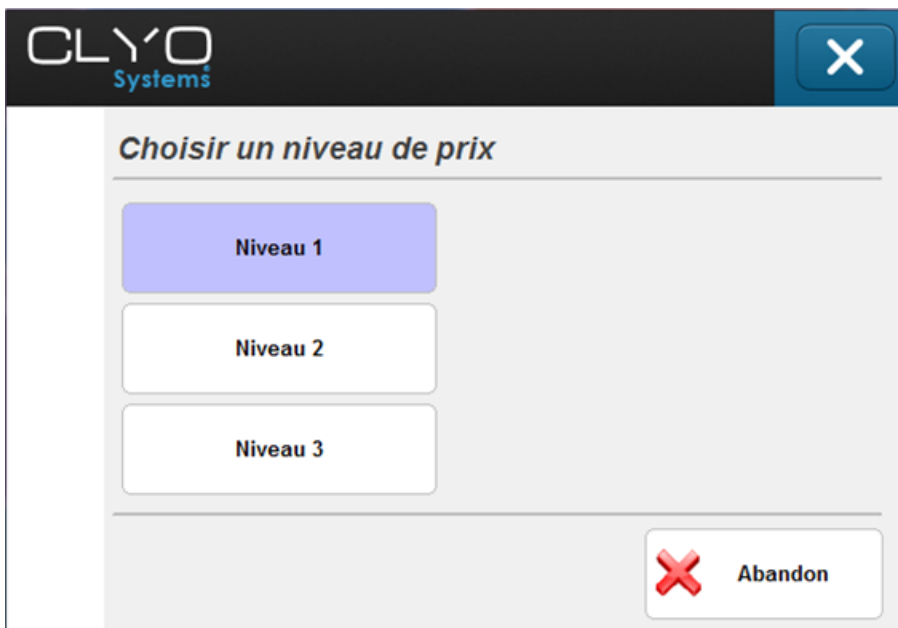 CLYO
Systems
Choisir un niveau de prix
Niveau 1
Niveau 2
Niveau 3
Abandon